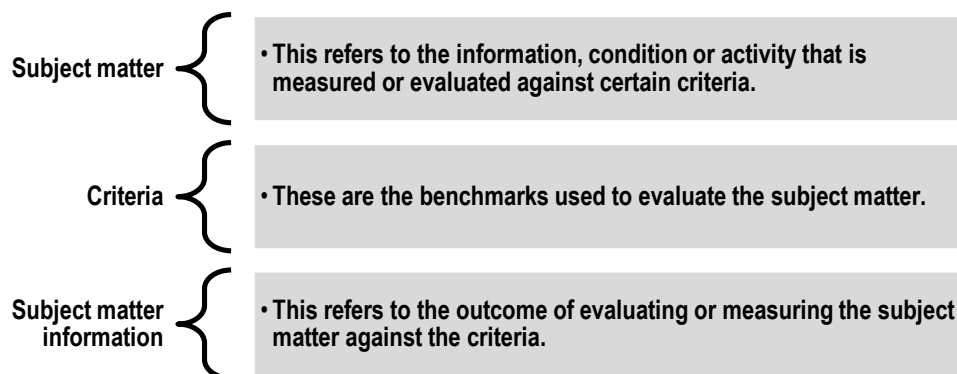 Subject matter
• This refers to the information, condition or activity that is
measured or evaluated against certain criteria.
Criteria
• These are the benchmarks used to evaluate the subject matter.
Subject matter
information
• This refers to the outcome of evaluating or measuring the subject
matter against the criteria.